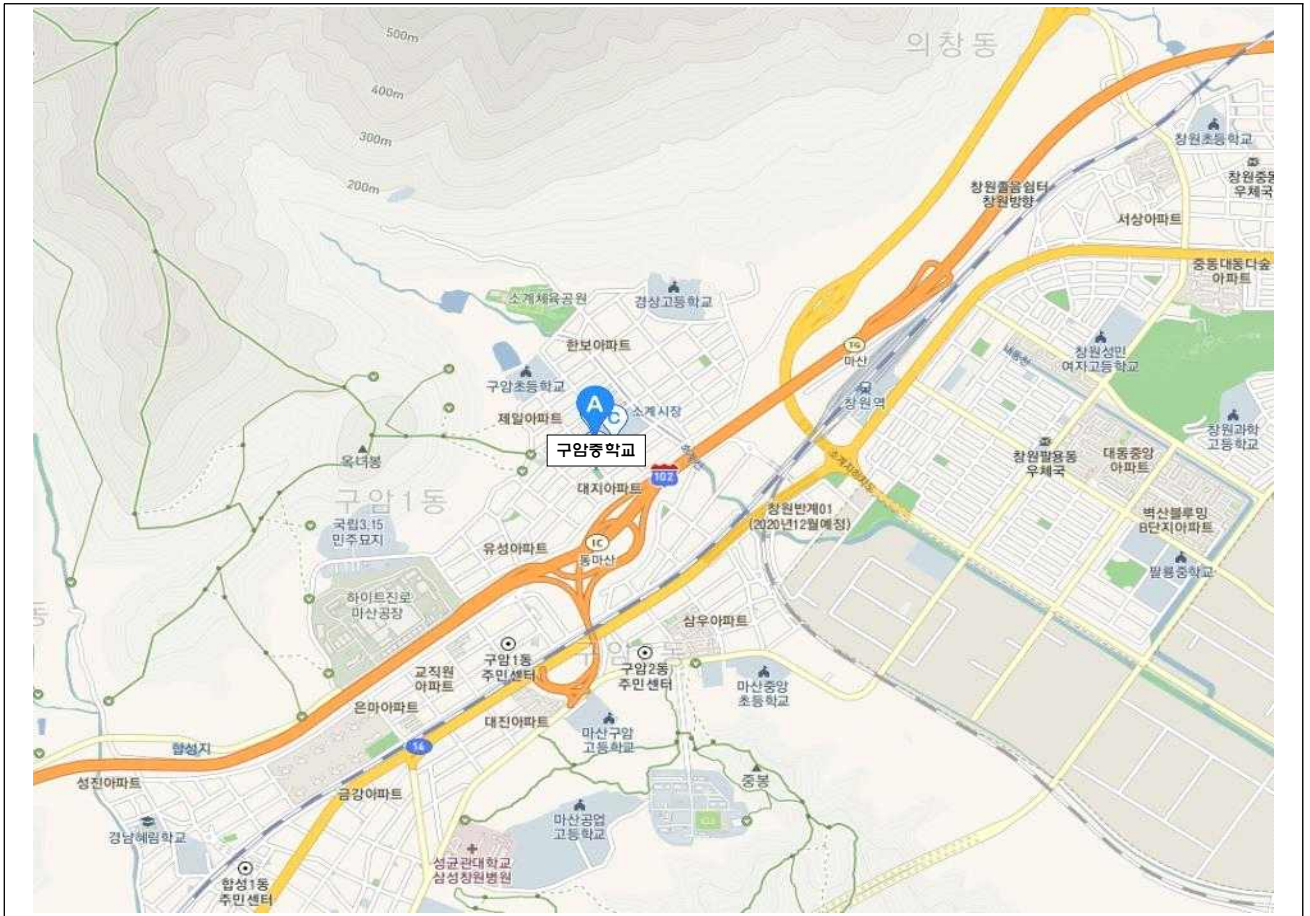 500m
의창동
400m
300m
200m
창원초등학교
창원중동
우체국
창원졸음쉼터
창원방향
서상아파트
중동대동다숲
아파트
소계체육공원
경상고등학교
한보아파트
TG
마산
내동천
창원성민
여자고등학교
구암초등학교
창원역
제일아파트
A
C
소계시장
창원과학
고등학교
구암중학교
옥녀봉
102
소계지하차도
창원팔용동
우체국
대동중앙
아파트
대지아파트
구암1동
창원반계01
(2020년12월예정)
벽산블루밍
B단지아파트
국립3.15
민주묘지
유성아파트
IC
동마산
팔룡중학교
하이트진로
마산공장
삼우아파트
구암1동
주민센터
구암2동
주민센터
교직원
아파트
마산중앙
초등학교
은마아파트
대진아파트
마산구암
고등학교
합성지
14
성진아파트
중봉
금강아파트
마산공업
고등학교
경남혜림학교
성균관대학교
삼성창원병원
합성1동
주민센터